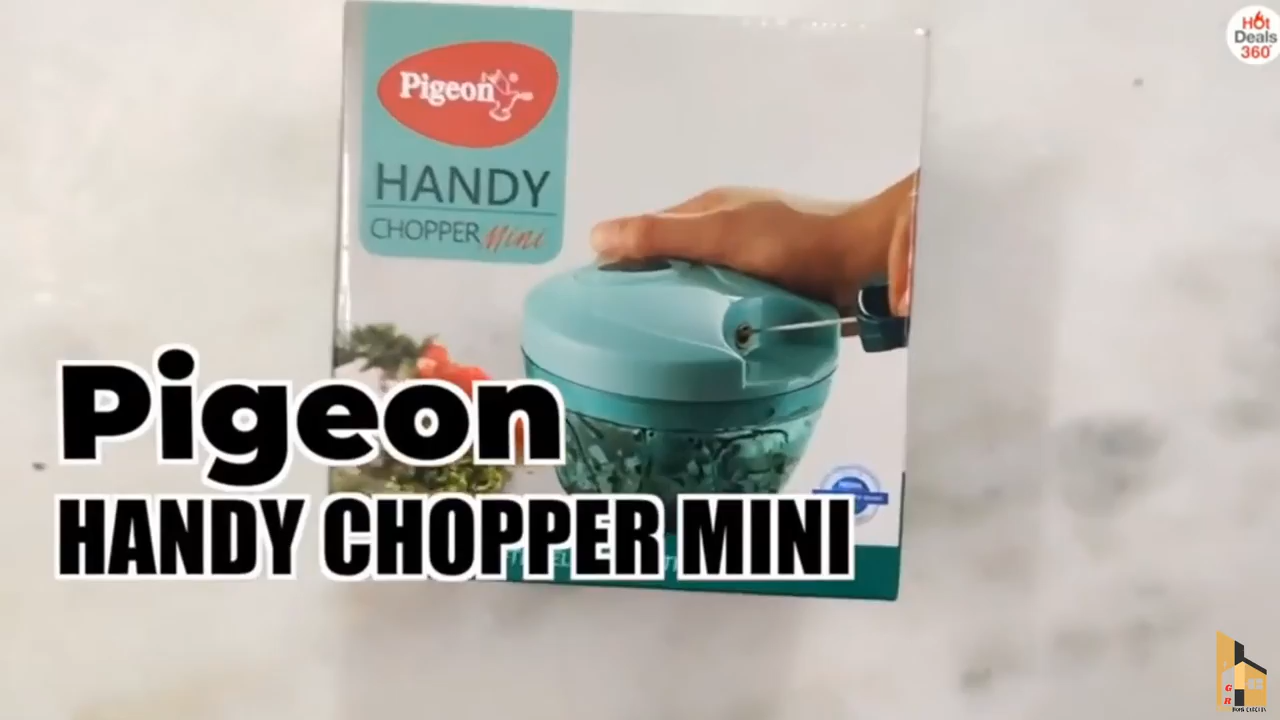 Hot
Deals
360°
Pigeon
HANDY
CHOPPER Mini
Pigeon
HANDY CHOPPER MINI